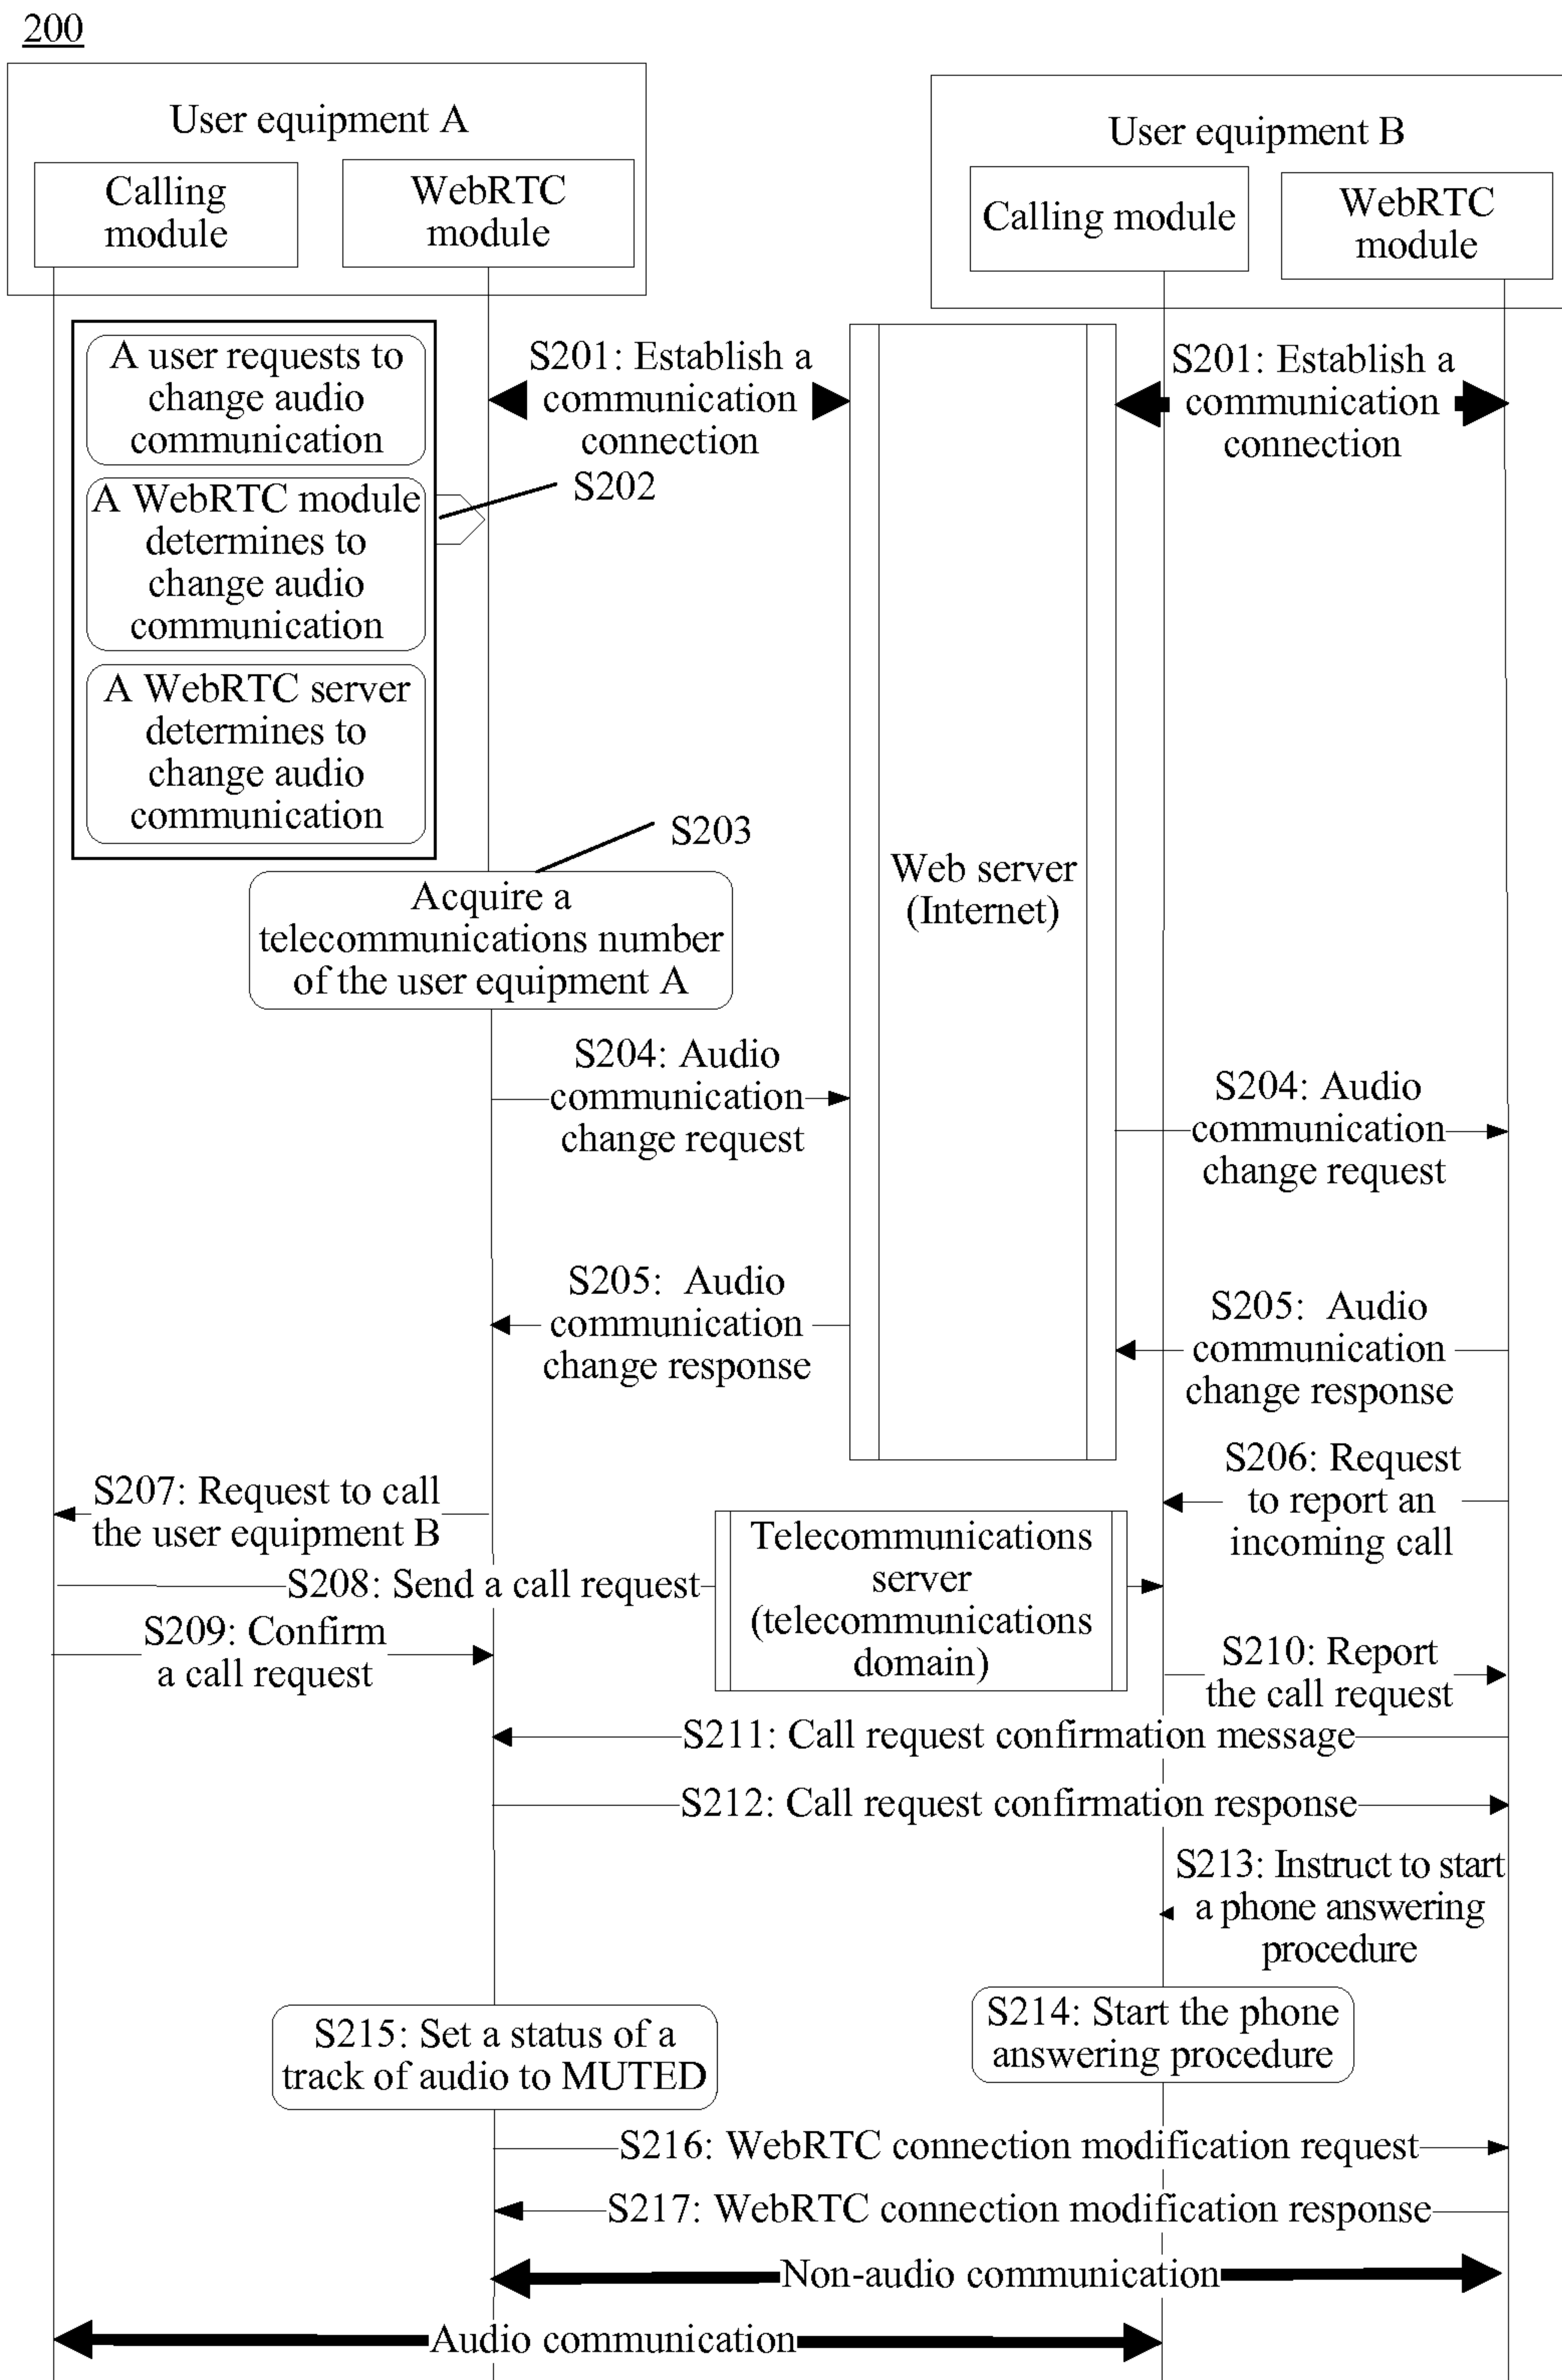 200
User equipment A
User equipment B
Calling
module
WebRTC
module
Calling module
WebRTC
module
A user requests to
change audio
communication
S201: Establish a
communication
connection
S201: Establish a
communication
connection
S202
A WebRTC module
determines to
change audio
communication
A WebRTC server
determines to
change audio
communication
S203
Acquire a
telecommunications number
of the user equipment A
Web server
(Internet)
S204: Audio
communication
change request
S204: Audio
communication
change request
S205: Audio
communication
change response
S205: Audio
communication
change response
S206: Request
to report an
incoming call
S207: Request to call
the user equipment B
Telecommunications
server
(telecommunications
domain)
S208: Send a call request
S209: Confirm
a call request
S210: Report
the call request
S211: Call request confirmation message
S212: Call request confirmation response
S213: Instruct to start
a phone answering
procedure
S214: Start the phone
answering procedure
S215: Set a status of a
track of audio to MUTED
S216: WebRTC connection modification request
S217: WebRTC connection modification response
Non-audio communication
Audio communication